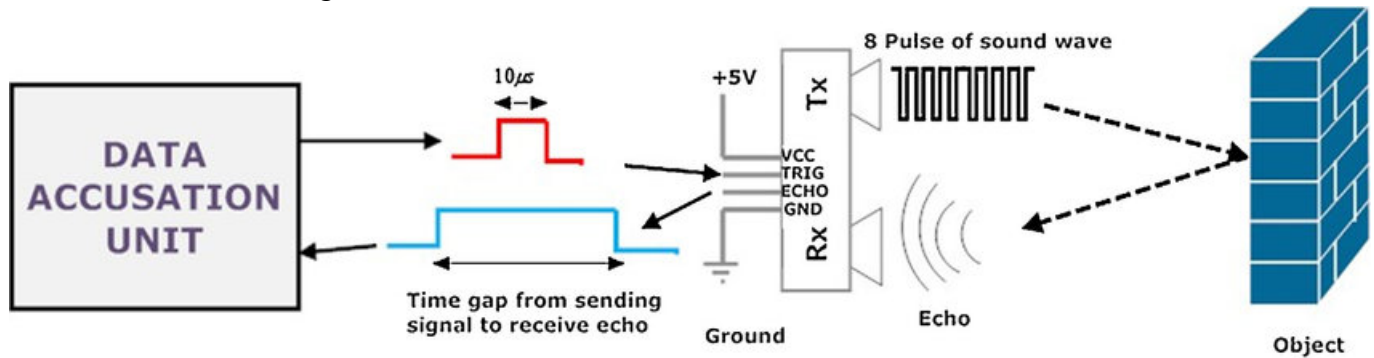 DATA
ACCUSATION
UNIT
10μs
+5V
Tx
8 Pulse of sound wave
VCC
TRIG
ECHO
GND
Rx
Time gap from sending
signal to receive echo
Ground
Echo
Object